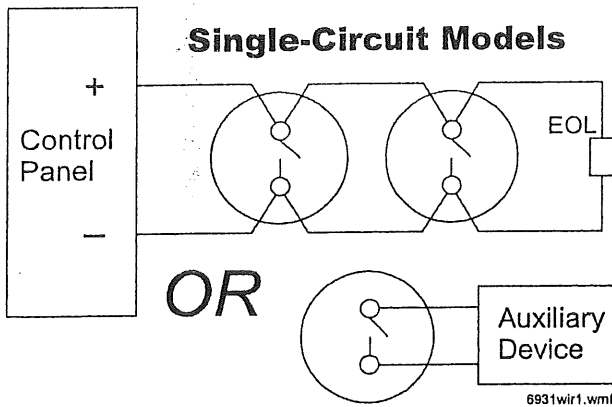 Single-Circuit Models
+
Control
Panel
EOL
−
OR
Auxiliary
Device
6931wir1.wmf